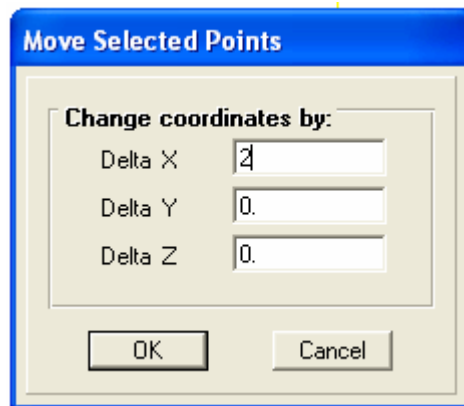 Move Selected Points
Change coordinates by:
Delta X 2
Delta Y 0.
Delta Z 0.
OK Cancel